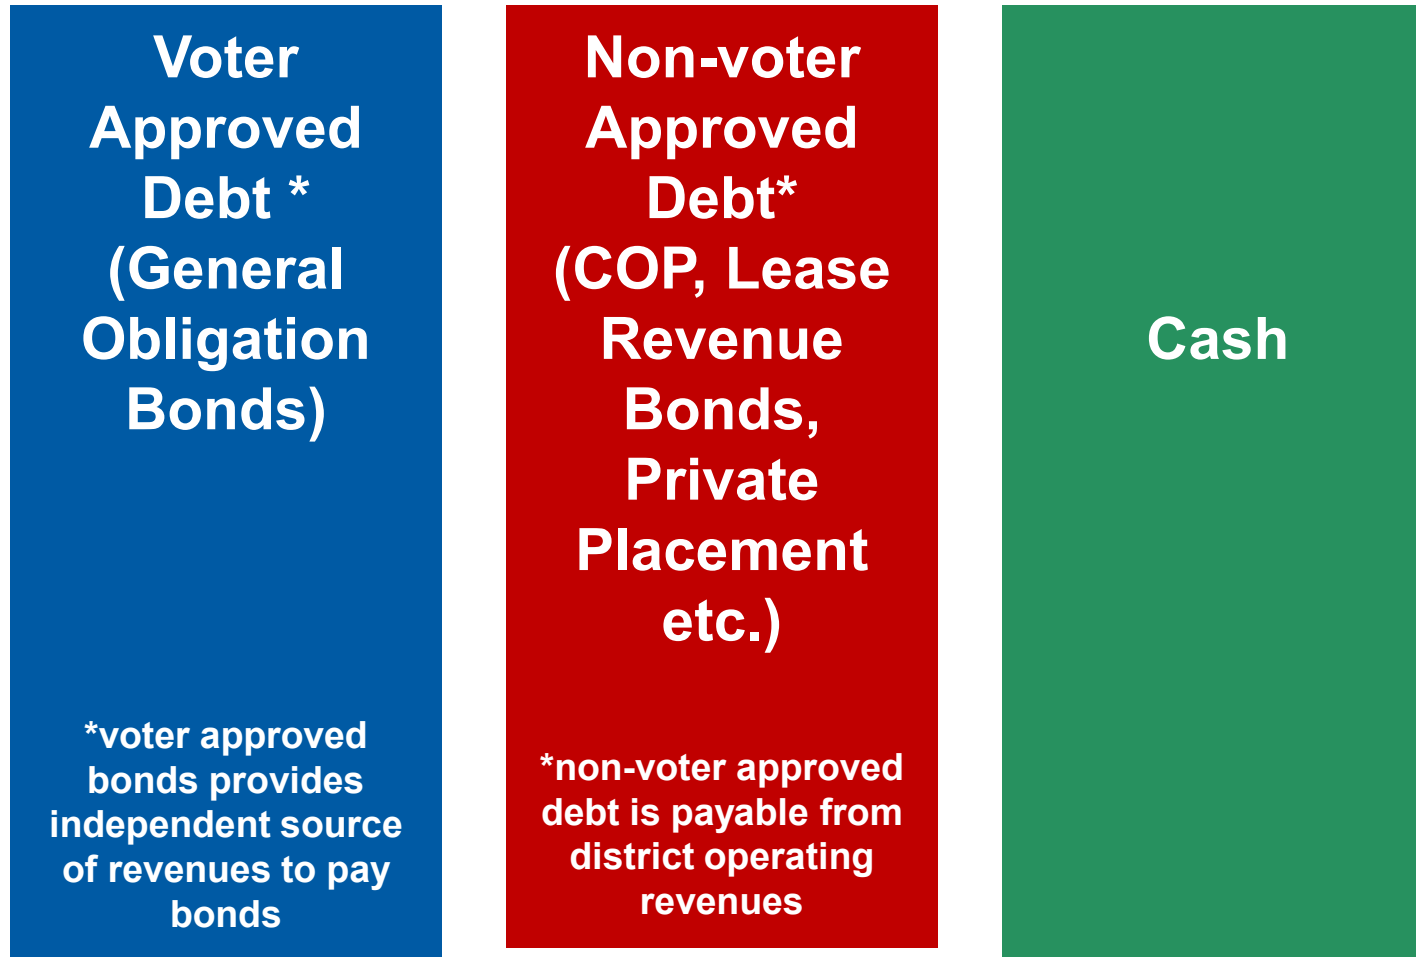 Voter
Approved
Debt *
(General
Obligation
Bonds)
*voter approved
bonds provides
independent source
of revenues to pay
bonds
Non-voter
Approved
Debt*
(COP, Lease
Revenue
Bonds,
Private
Placement
etc.)
*non-voter approved
debt is payable from
district operating
revenues
Cash